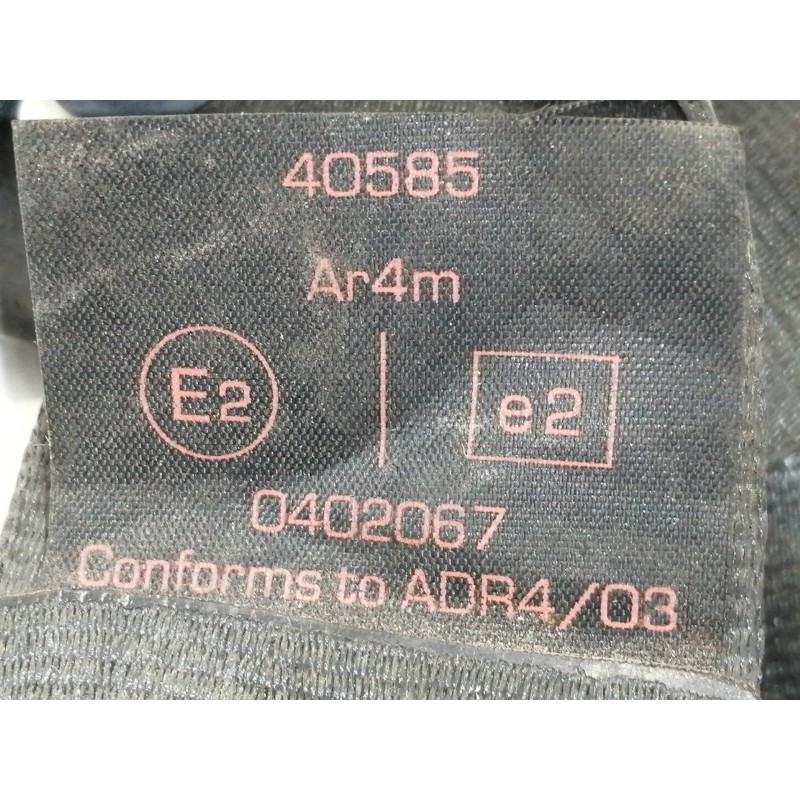 40585
Ar4m
E2 | e2
0402067
Conforms to ADR4/03